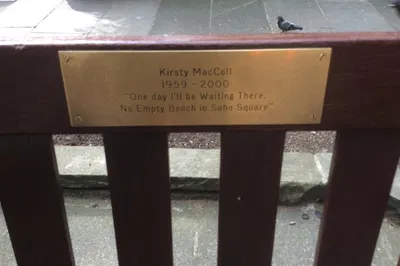 Kirsty MacColl
1959 - 2000
"One day I'll be Waiting There,
No Empty Bench in Soho Square"